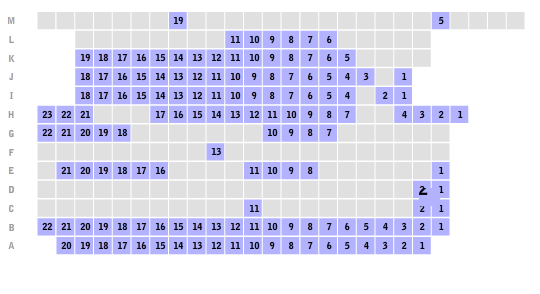 M 19 5
L 11 10 9 8 7 6
K 19 18 17 16 15 14 13 12 11 10 9 8 7 6 5
J 18 17 16 15 14 13 12 11 10 9 8 7 6 5 4 3 1
I 18 17 16 15 14 13 12 11 10 9 8 7 6 5 4 2 1
H 23 22 21 17 16 15 14 13 12 11 10 9 8 7 4 3 2 1
G 22 21 20 19 18 10 9 8 7
F 13
E 21 20 19 18 17 16 11 10 9 8 1
D 2 1
C 11 2 1
B 22 21 20 19 18 17 16 15 14 13 12 11 10 9 8 7 6 5 4 3 2 1
A 20 19 18 17 16 15 14 13 12 11 10 9 8 7 6 5 4 3 2 1